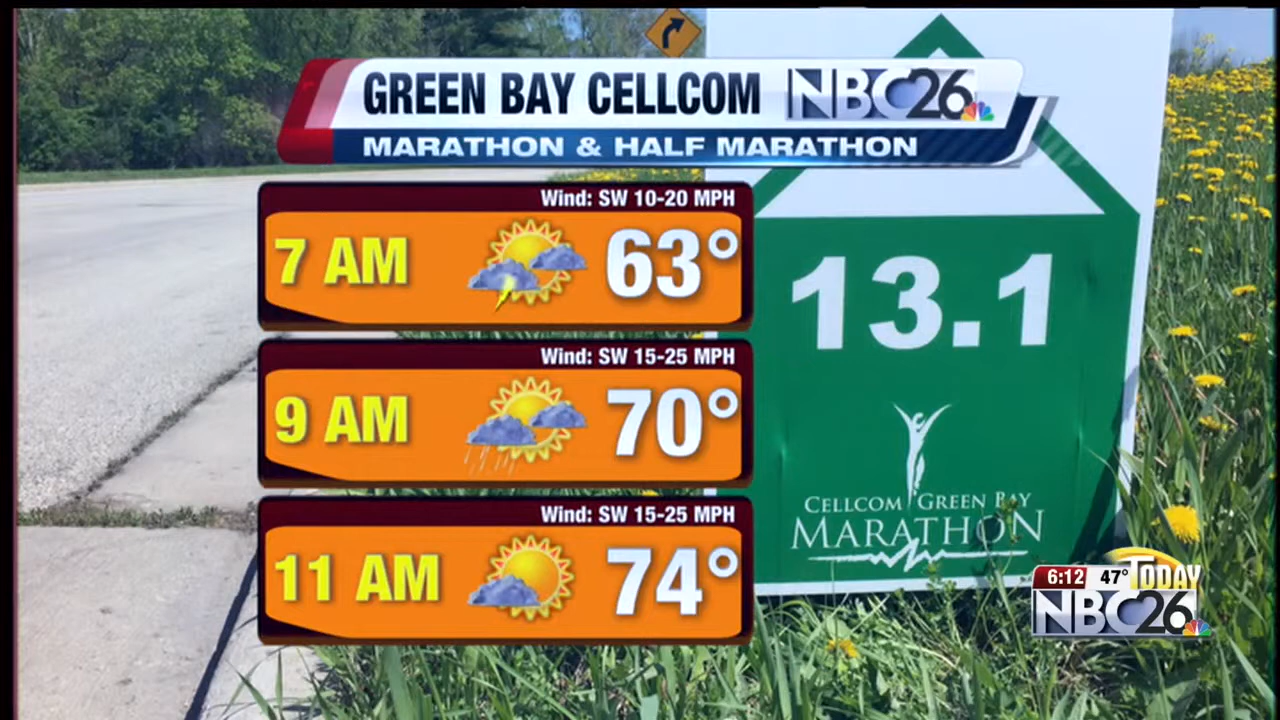 GREEN BAY CELLCOM NBC26
MARATHON & HALF MARATHON
Wind: SW 10-20 MPH
7 AM 63°
Wind: SW 15-25 MPH
9 AM 70°
Wind: SW 15-25 MPH
11 AM 74°
13.1
CELLCOM GREEN BAY
MARATHON
6:12 47° TODAY
NBC26